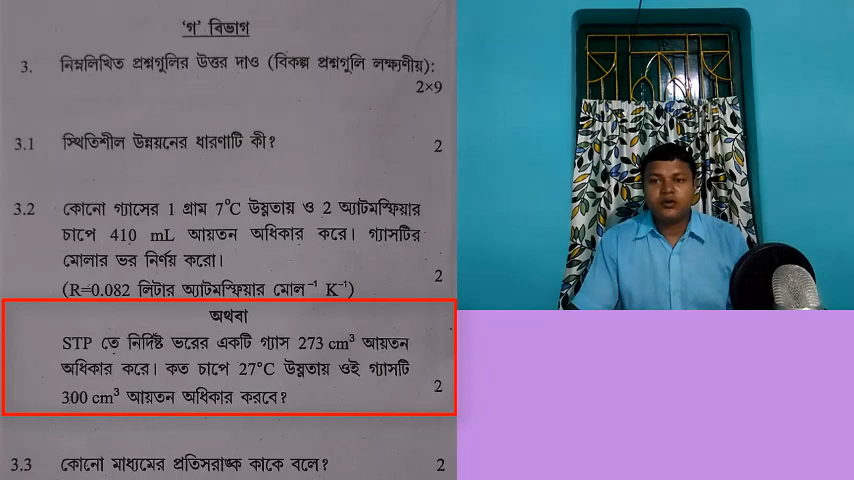 ‘গ’ বিভাগ
3. নিম্নলিখিত প্রশ্নগুলির উত্তর দাও (বিকল্প প্রশ্নগুলি লক্ষ্যণীয়):
2×9
3.1 স্থিতিশীল উন্নয়নের ধারণাটি কী? 2
3.2 কোনো গ্যাসের 1 গ্রাম 7°C উষ্ণতায় ও 2 অ্যাটমস্ফিয়ার
চাপে 410 mL আয়তন অধিকার করে। গ্যাসটির
মোলার ভর নির্ণয় করো। 2
(R=0.082 লিটার অ্যাটমস্ফিয়ার মোল⁻¹ K⁻¹)
অথবা
STP তে নির্দিষ্ট ভরের একটি গ্যাস 273 cm³ আয়তন
অধিকার করে। কত চাপে 27°C উষ্ণতায় ওই গ্যাসটি
300 cm³ আয়তন অধিকার করবে? 2
3.3 কোনো মাধ্যমের প্রতিসরাঙ্ক কাকে বলে? 2